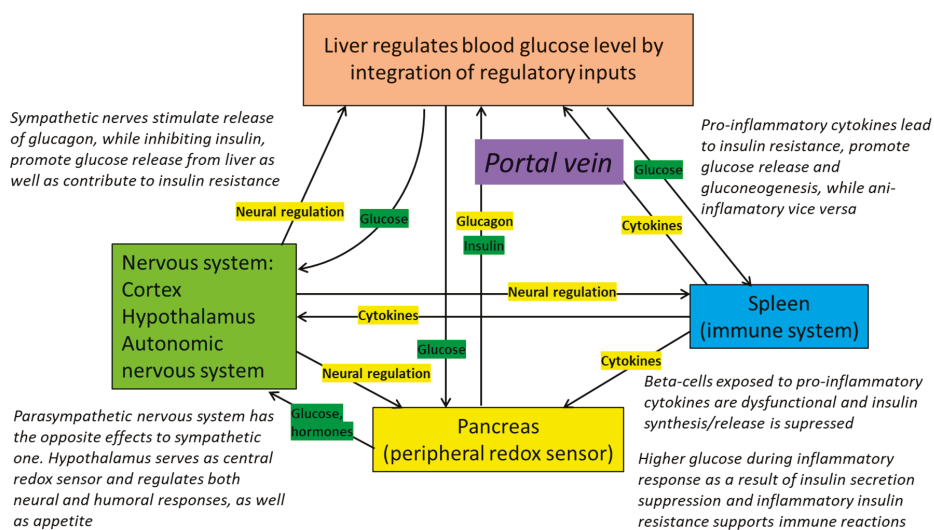 Liver regulates blood glucose level by
integration of regulatory inputs
Sympathetic nerves stimulate release
of glucagon, while inhibiting insulin,
promote glucose release from liver as
well as contribute to insulin resistance
Pro-inflammatory cytokines lead
to insulin resistance, promote
glucose release and
gluconeogenesis, while ani-
inflamatory vice versa
Portal vein
Glucose
Neural regulation
Glucose
Glucagon
Insulin
Cytokines
Nervous system:
Cortex
Hypothalamus
Autonomic
nervous system
Neural regulation
Cytokines
Spleen
(immune system)
Glucose
Neural regulation
Cytokines
Glucose,
hormones
Pancreas
(peripheral redox sensor)
Beta-cells exposed to pro-inflammatory
cytokines are dysfunctional and insulin
synthesis/release is supressed
Parasympathetic nervous system has
the opposite effects to sympathetic
one. Hypothalamus serves as central
redox sensor and regulates both
neural and humoral responses, as well
as appetite
Higher glucose during inflammatory
response as a result of insulin secretion
suppression and inflammatory insulin
resistance supports immune reactions